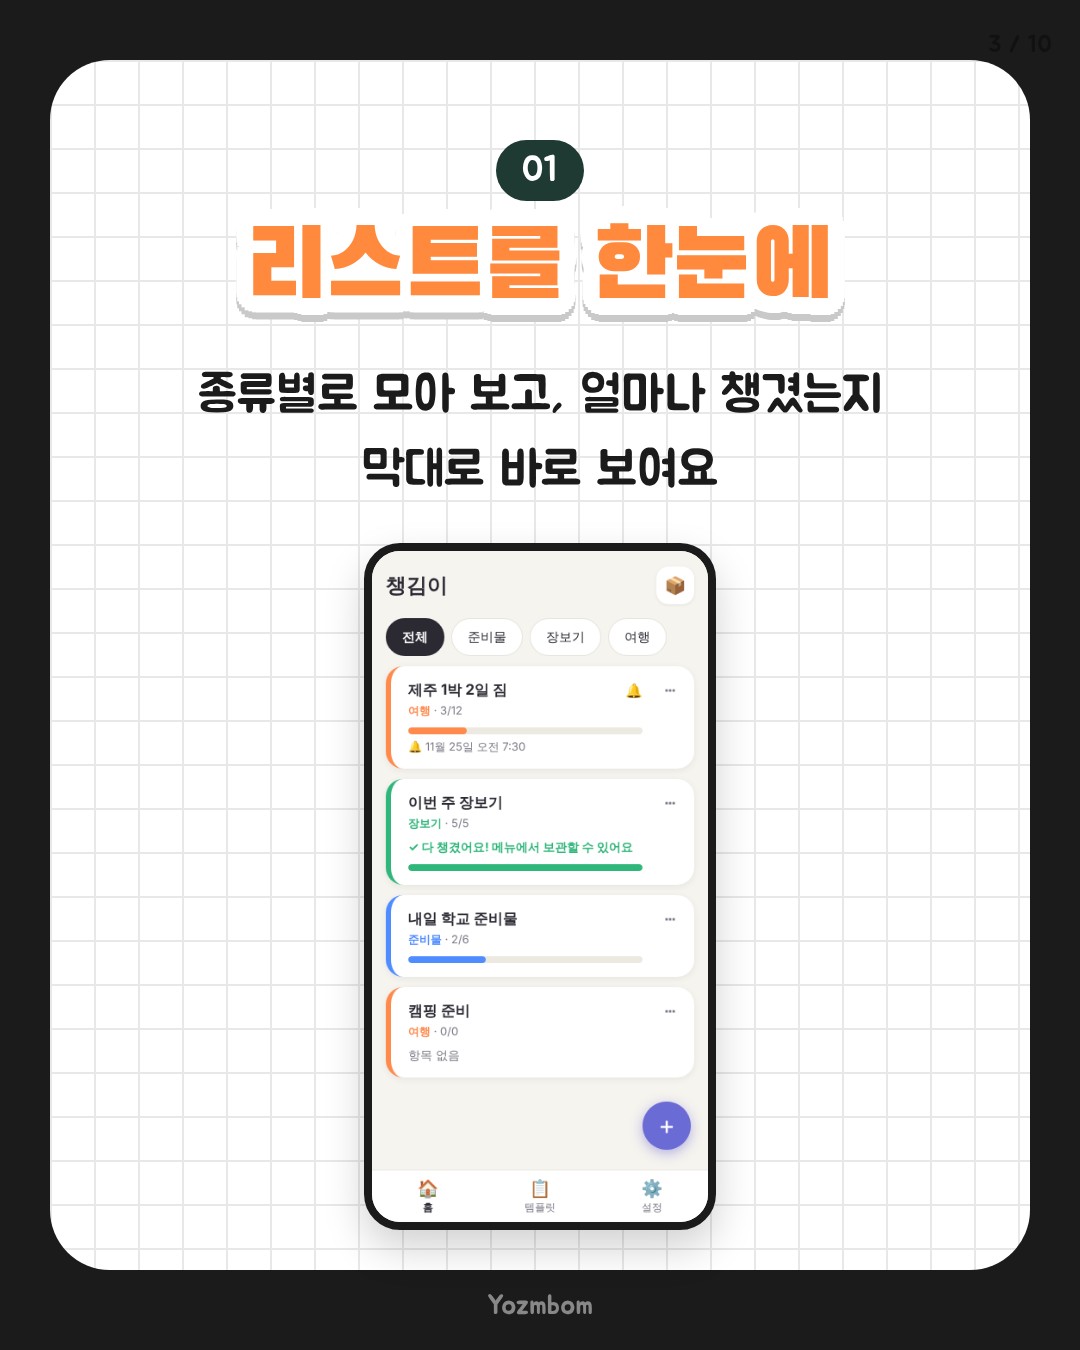 3 / 10
01
리스트를 한눈에
종류별로 모아 보고, 얼마나 챙겼는지
막대로 바로 보여요
챙김이
전체 준비물 장보기 여행
제주 1박 2일 짐
여행 · 3/12
11월 25일 오전 7:30
이번 주 장보기
장보기 · 5/5
✓ 다 챙겼어요! 메뉴에서 보관할 수 있어요
내일 학교 준비물
준비물 · 2/6
캠핑 준비
여행 · 0/0
항목 없음
+
홈 템플릿 설정
Yozmbom